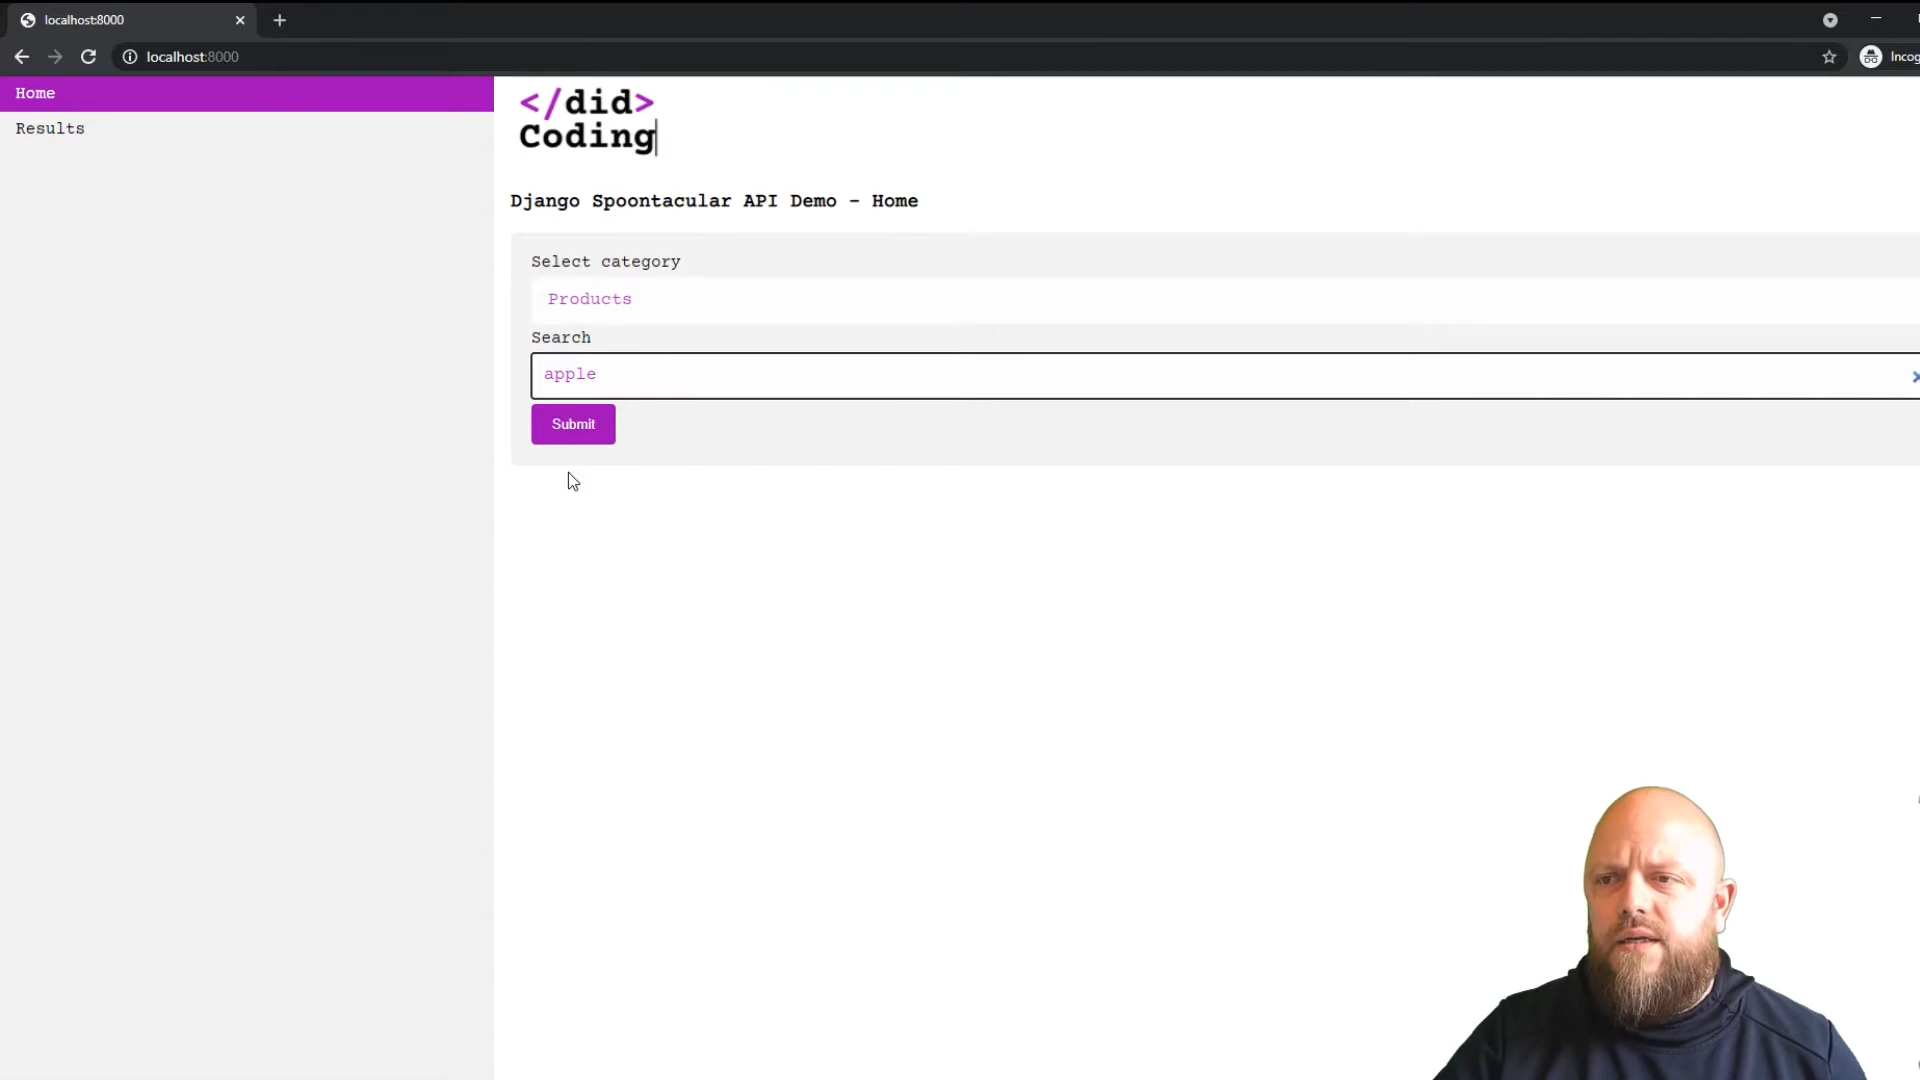 localhost:8000
localhost:8000
Incog
Home
Results
</did>
Coding
Django Spoontacular API Demo - Home
Select category
Products
Search
apple
Submit